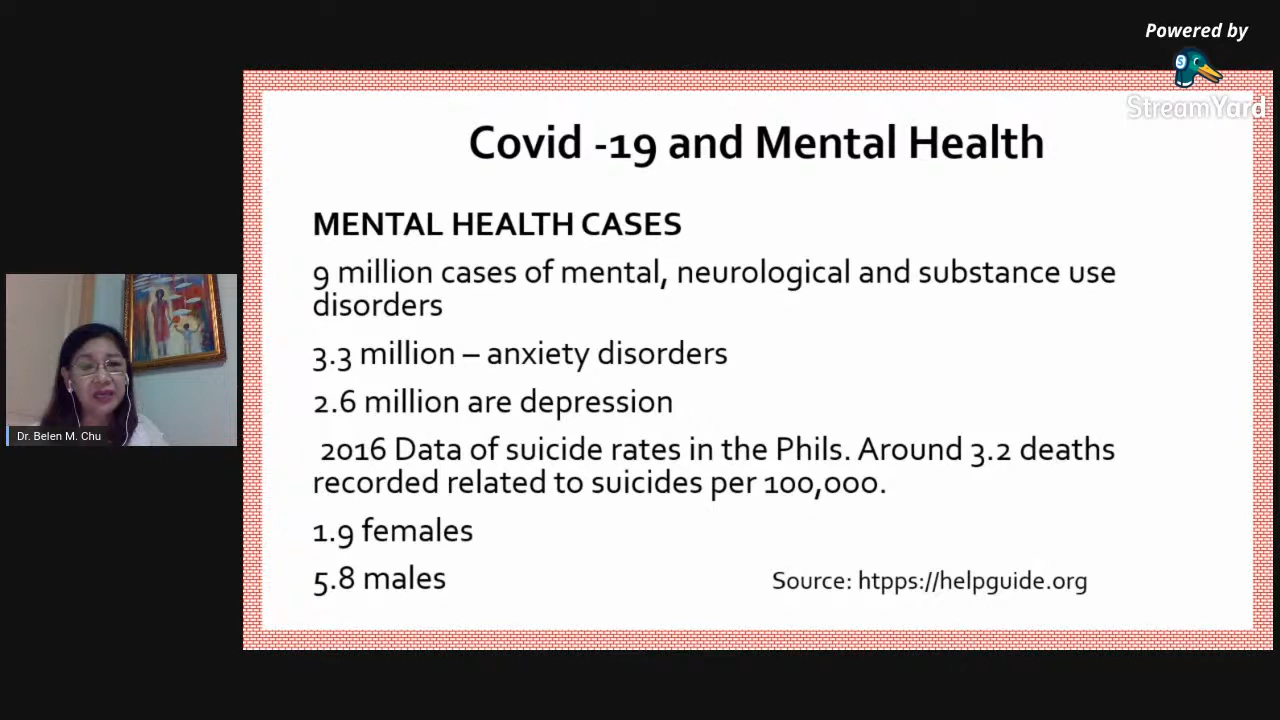 Powered by
StreamYard
Covid -19 and Mental Health
MENTAL HEALTH CASES
9 million cases of mental, neurological and substance use
disorders
3.3 million – anxiety disorders
2.6 million are depression
2016 Data of suicide rates in the Phils. Around 3.2 deaths
recorded related to suicides per 100,000.
1.9 females
5.8 males
Source: htpps://helpguide.org
Dr. Belen M. Chu